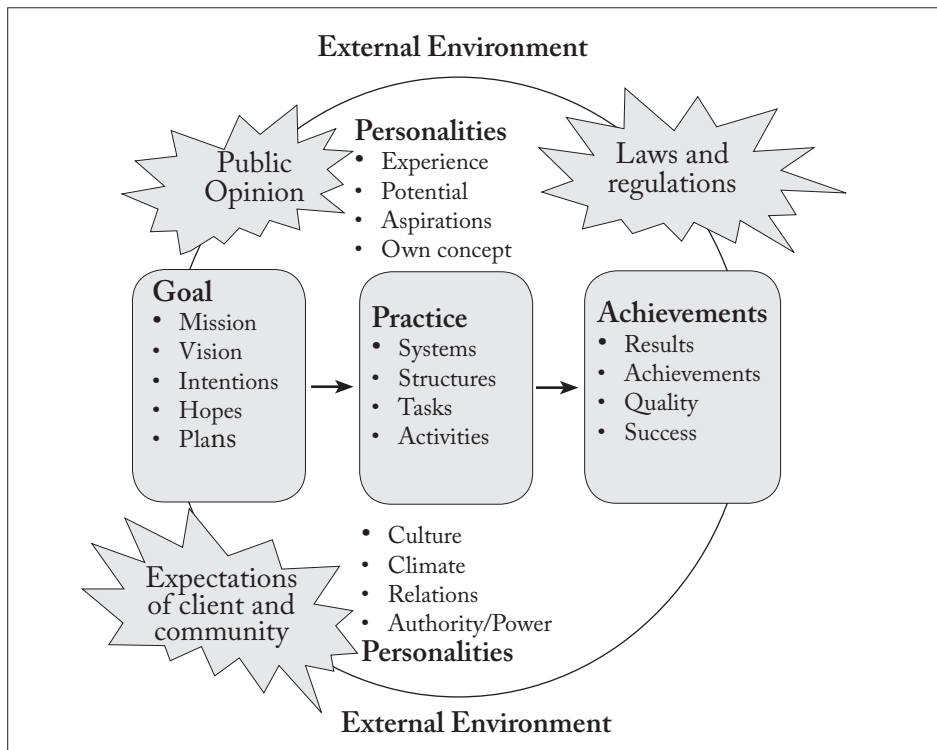 External Environment
Public
Opinion
Personalities
• Experience
• Potential
• Aspirations
• Own concept
Laws and
regulations
Goal
• Mission
• Vision
• Intentions
• Hopes
• Plans
Practice
• Systems
• Structures
• Tasks
• Activities
Achievements
• Results
• Achievements
• Quality
• Success
Expectations
of client and
community
• Culture
• Climate
• Relations
• Authority/Power
Personalities
External Environment